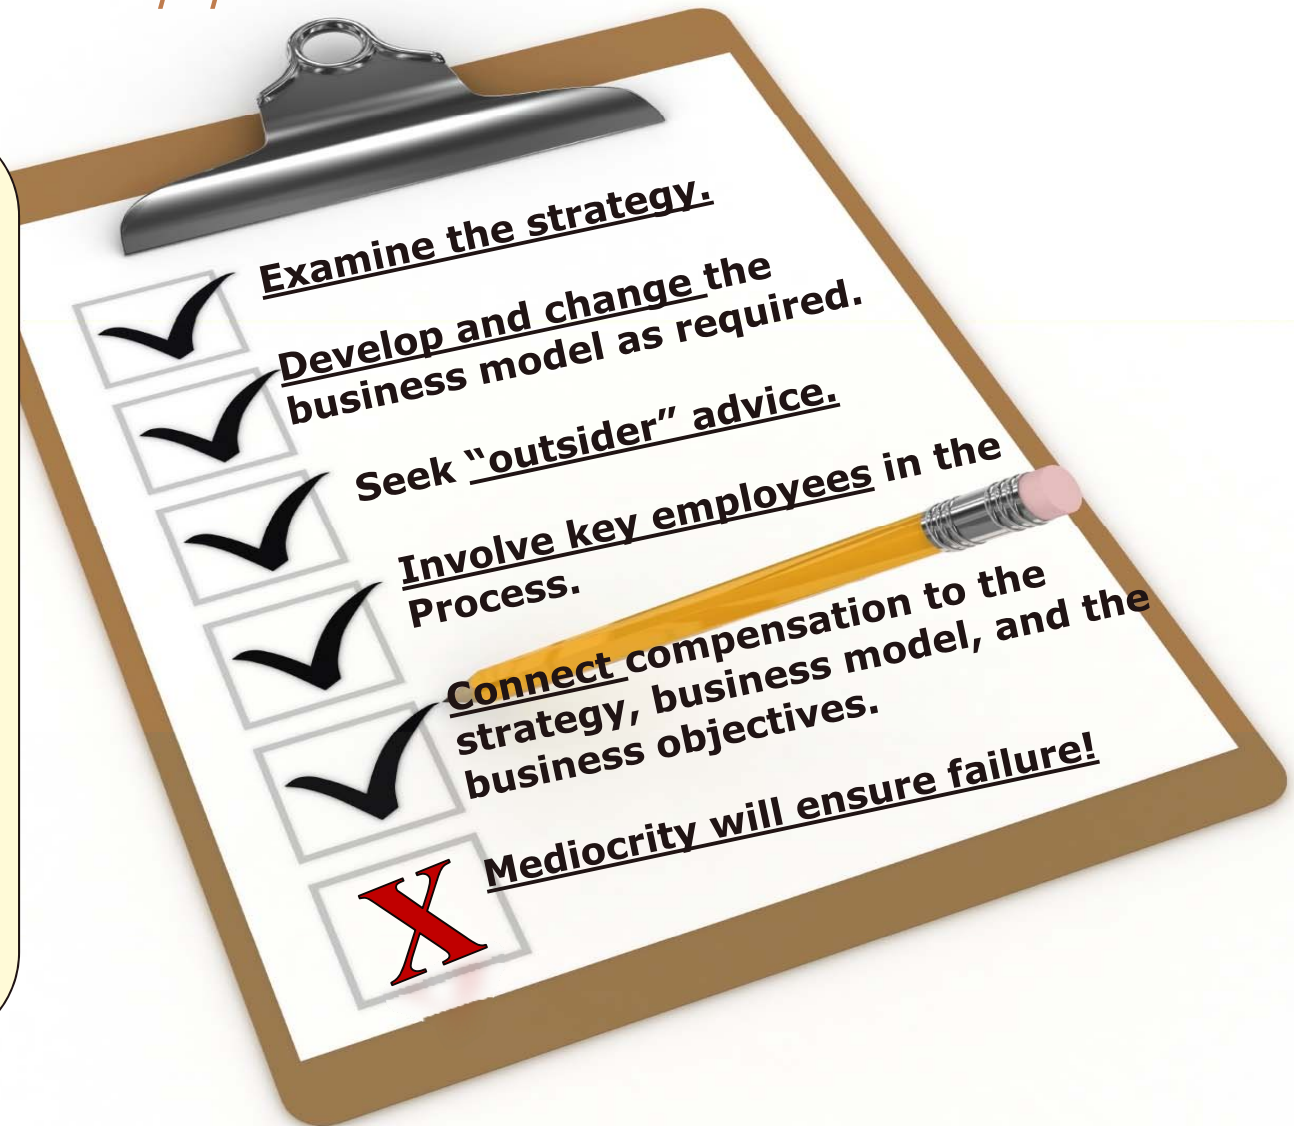 Examine the strategy.
Develop and change the
business model as required.
Seek “outsider” advice.
Involve key employees in the
Process.
Connect compensation to the
strategy, business model, and the
business objectives.
Mediocrity will ensure failure!
X